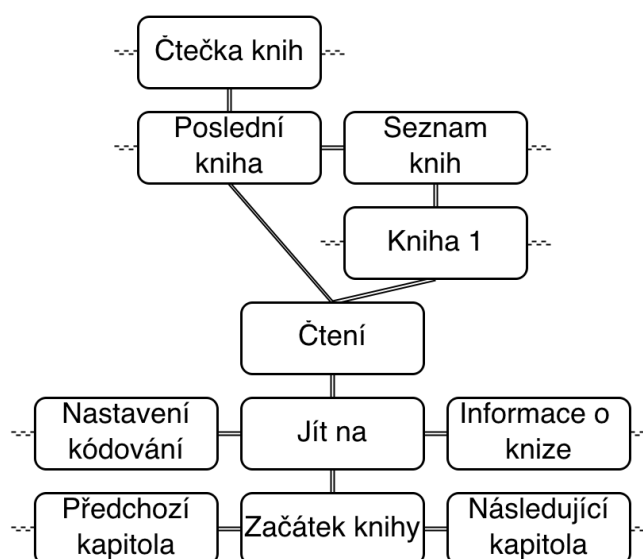 Čtečka knih
Poslední
kniha
Seznam
knih
Kniha 1
Čtení
Nastavení
kódování
Jít na
Informace o
knize
Předchozí
kapitola
Začátek knihy
Následující
kapitola